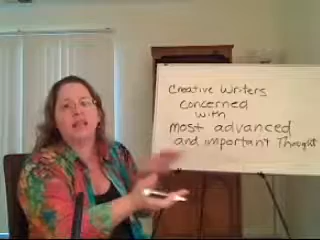 Creative Writers
concerned
with
most advanced
and important Thought